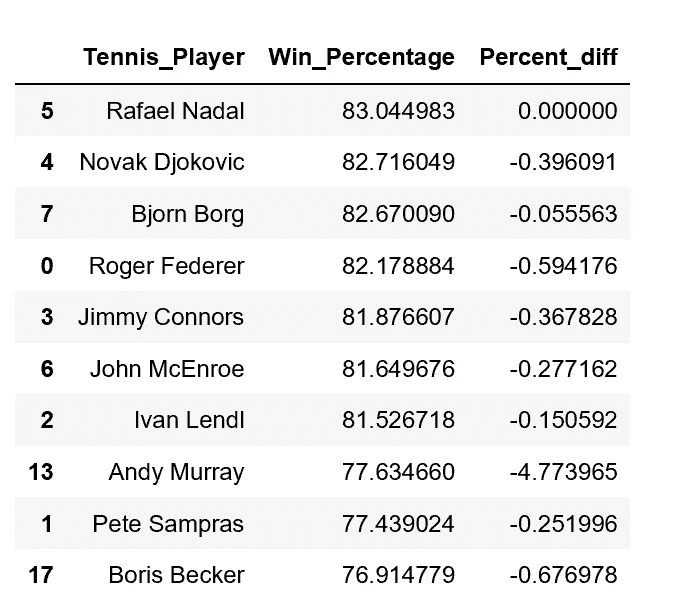 Tennis_Player Win_Percentage Percent_diff
5 Rafael Nadal 83.044983 0.000000
4 Novak Djokovic 82.716049 -0.396091
7 Bjorn Borg 82.670090 -0.055563
0 Roger Federer 82.178884 -0.594176
3 Jimmy Connors 81.876607 -0.367828
6 John McEnroe 81.649676 -0.277162
2 Ivan Lendl 81.526718 -0.150592
13 Andy Murray 77.634660 -4.773965
1 Pete Sampras 77.439024 -0.251996
17 Boris Becker 76.914779 -0.676978